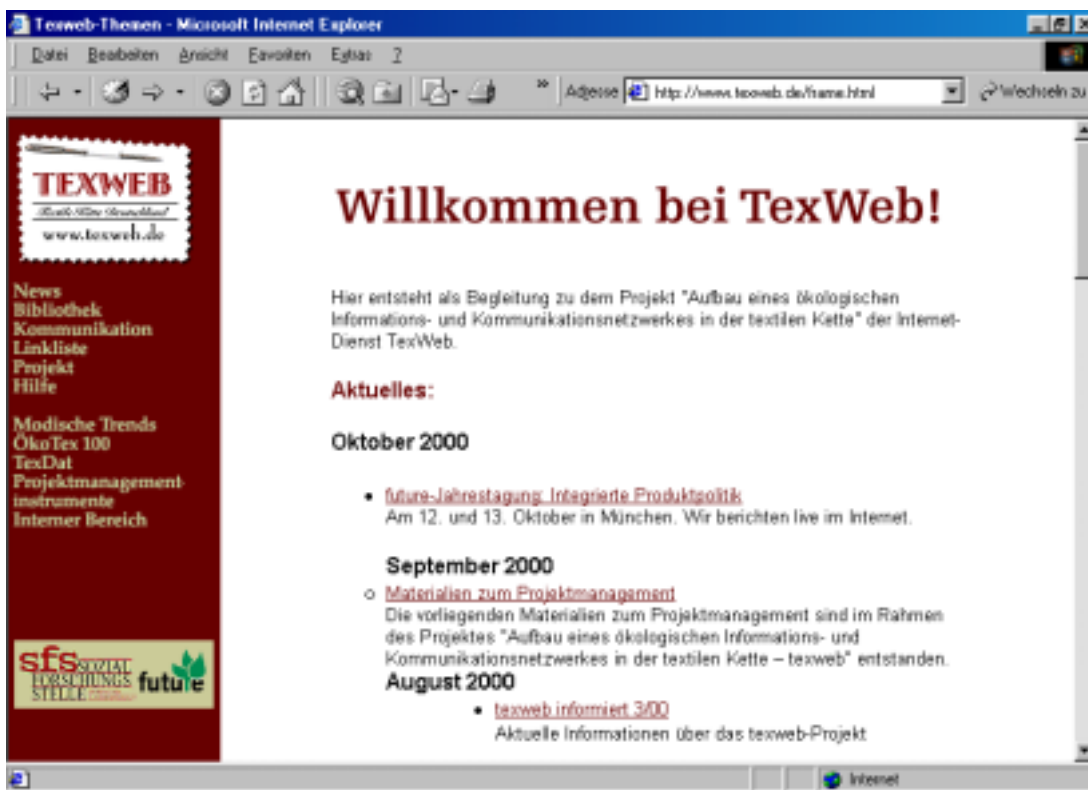 Texweb-Themen - Microsoft Internet Explorer
Datei Bearbeiten Ansicht Favoriten Extras ?
» Adresse http://www.texweb.de/frame.html Wechseln zu
TEXWEB
www.texweb.de
News
Bibliothek
Kommunikation
Linkliste
Projekt
Hilfe
Modische Trends
ÖkoTex 100
TexDat
Projektmanagement-
instrumente
Interner Bereich
sfs SOZIAL
FORSCHUNGS
STELLE
future
Willkommen bei TexWeb!
Hier entsteht als Begleitung zu dem Projekt "Aufbau eines ökologischen
Informations- und Kommunikationsnetzwerkes in der textilen Kette" der Internet-
Dienst TexWeb.
Aktuelles:
Oktober 2000
future-Jahrestagung: Integrierte Produktpolitik
Am 12. und 13. Oktober in München. Wir berichten live im Internet.
September 2000
Materialien zum Projektmanagement
Die vorliegenden Materialien zum Projektmanagement sind im Rahmen
des Projektes "Aufbau eines ökologischen Informations- und
Kommunikationsnetzwerkes in der textilen Kette – texweb" entstanden.
August 2000
texweb informiert 3/00
Aktuelle Informationen über das texweb-Projekt
Internet